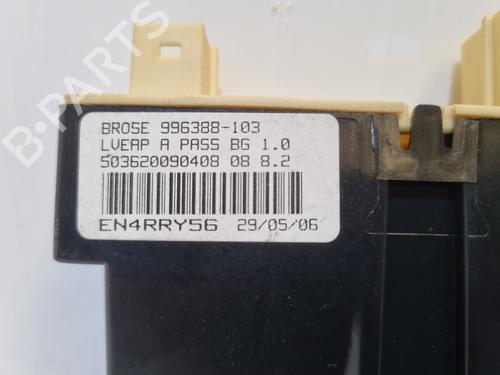 BROSE 996388-103
LVEAP A PASS BG 1.0
503620090408 08 8.2
EN4RRY56 29/05/06
B-PARTS